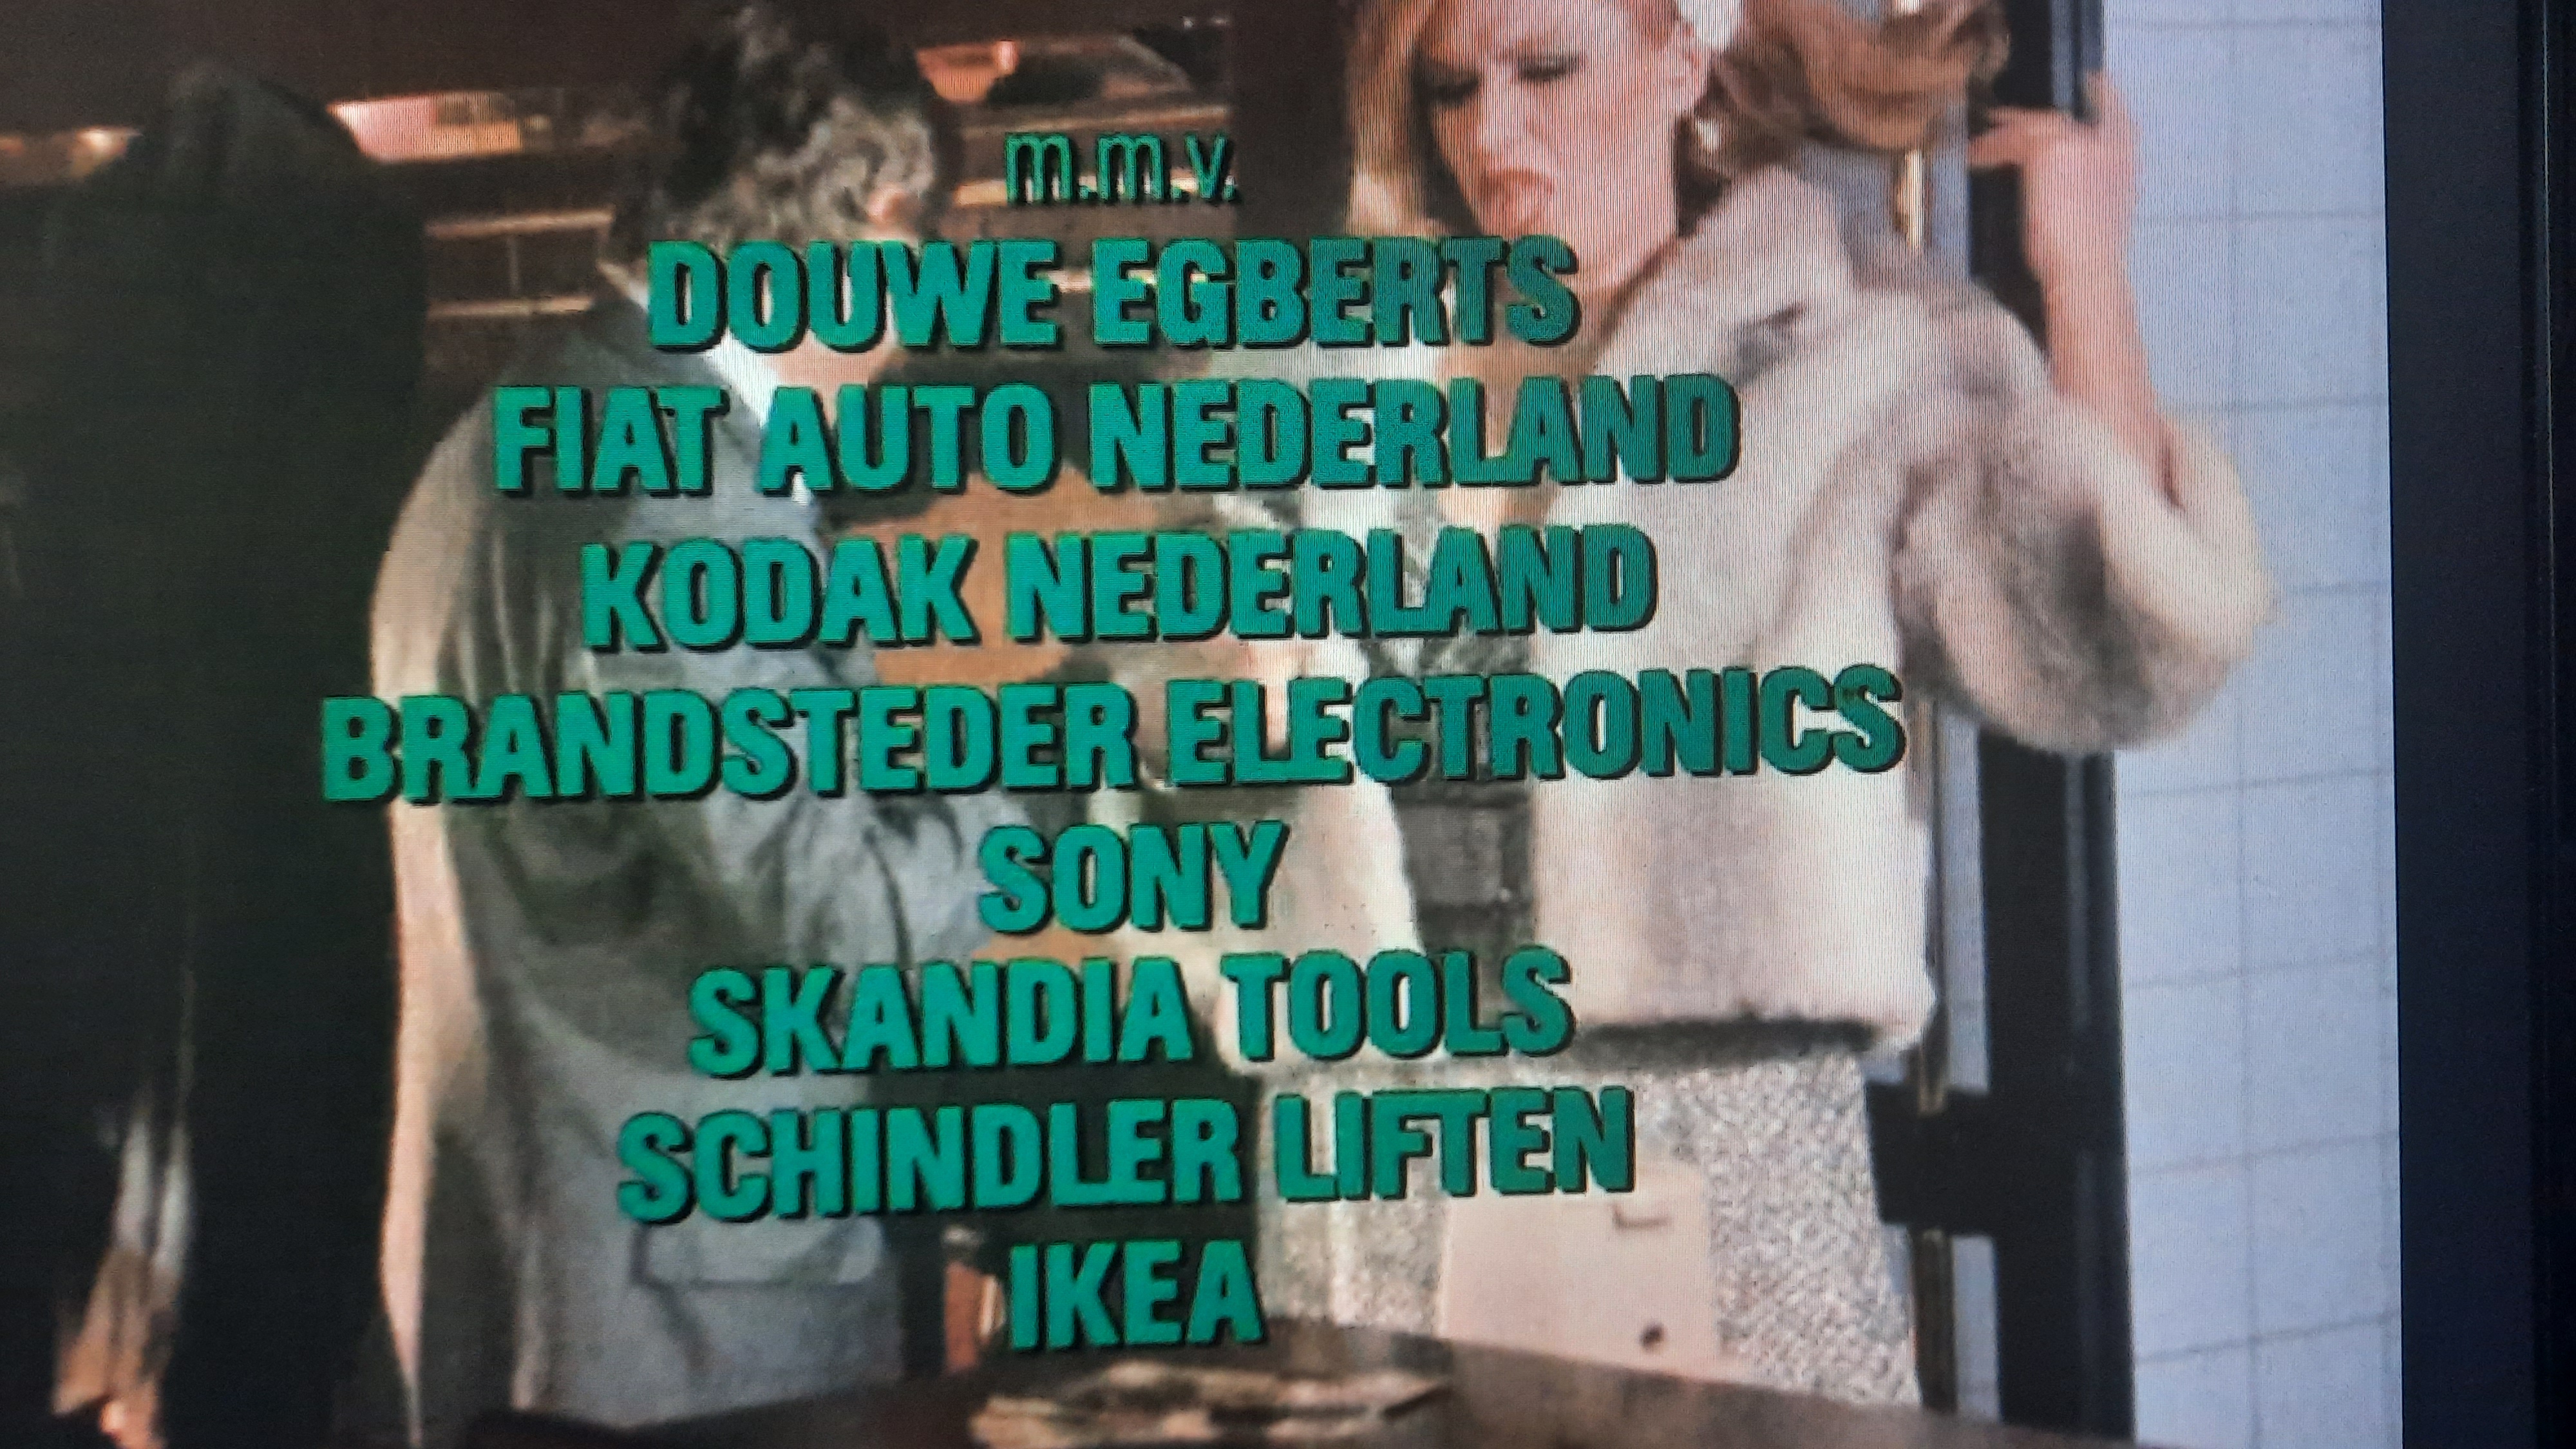 m.m.v.
DOUWE EGBERTS
FIAT AUTO NEDERLAND
KODAK NEDERLAND
BRANDSTEDER ELECTRONICS
SONY
SKANDIA TOOLS
SCHINDLER LIFTEN
IKEA